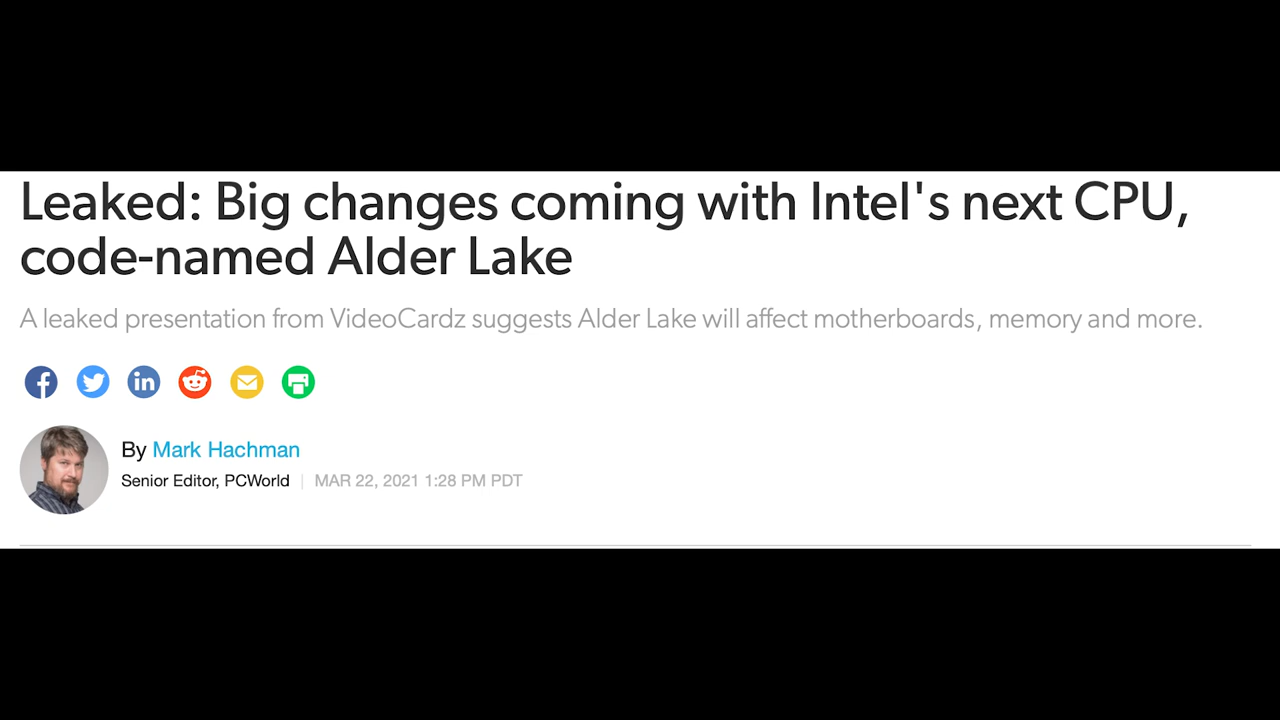 Leaked: Big changes coming with Intel's next CPU,
code-named Alder Lake
A leaked presentation from VideoCardz suggests Alder Lake will affect motherboards, memory and more.
By Mark Hachman
Senior Editor, PCWorld | MAR 22, 2021 1:28 PM PDT